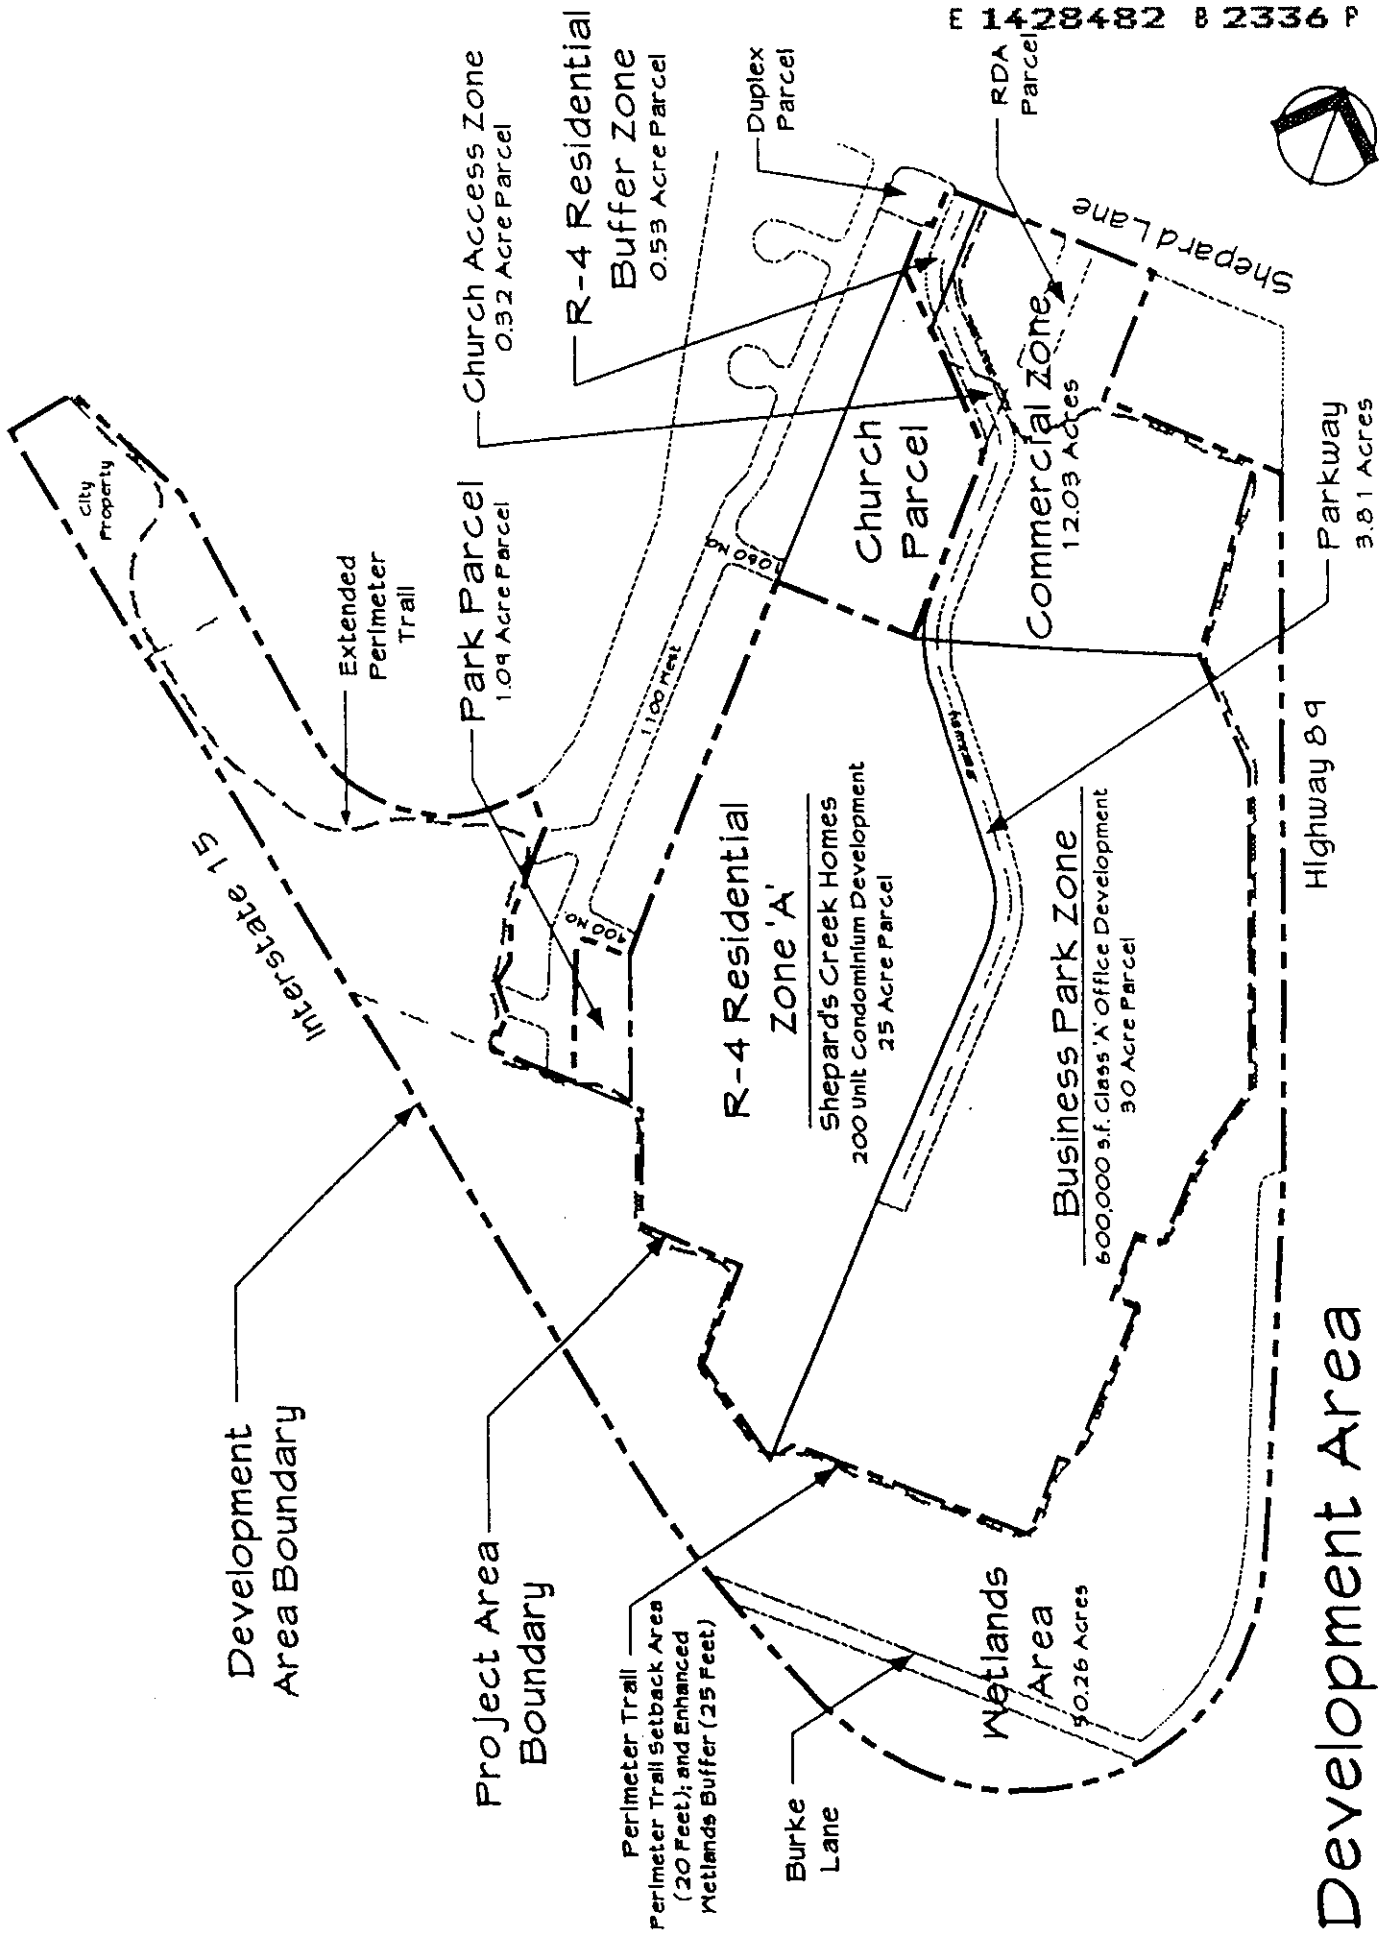 E 1428482 B 2336 P
Development
Area Boundary
Project Area
Boundary
Perimeter Trail
Perimeter Trail Setback Area
(20 Feet); and Enhanced
Wetlands Buffer (25 Feet)
Burke
Lane
Wetlands
Area
50.26 Acres
Interstate 15
City
Property
Extended
Perimeter
Trail
Park Parcel
1.09 Acre Parcel
Church Access Zone
0.32 Acre Parcel
R-4 Residential
Buffer Zone
0.53 Acre Parcel
Duplex
Parcel
RDA
Parcel
Shepard Lane
400 No.
1100 West
1060 No.
Church
Parcel
Commercial Zone
12.03 Acres
R-4 Residential
Zone 'A'
Shepard's Creek Homes
200 Unit Condominium Development
25 Acre Parcel
Business Park Zone
600,000 s.f. Class 'A' Office Development
30 Acre Parcel
Parkway
3.81 Acres
Highway 89
Development Area